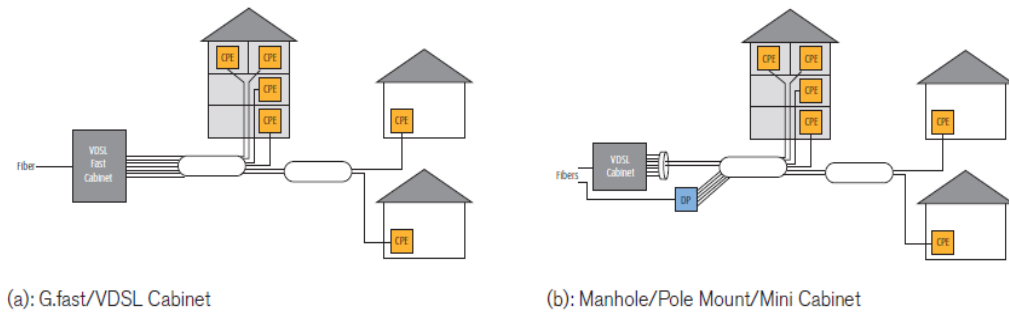 CPE CPE
CPE
CPE
CPE
CPE
Fiber
VDSL
Fast
Cabinet
(a): G.fast/VDSL Cabinet
CPE CPE
CPE
CPE
CPE
CPE
Fibers
VDSL
Cabinet
DP
(b): Manhole/Pole Mount/Mini Cabinet